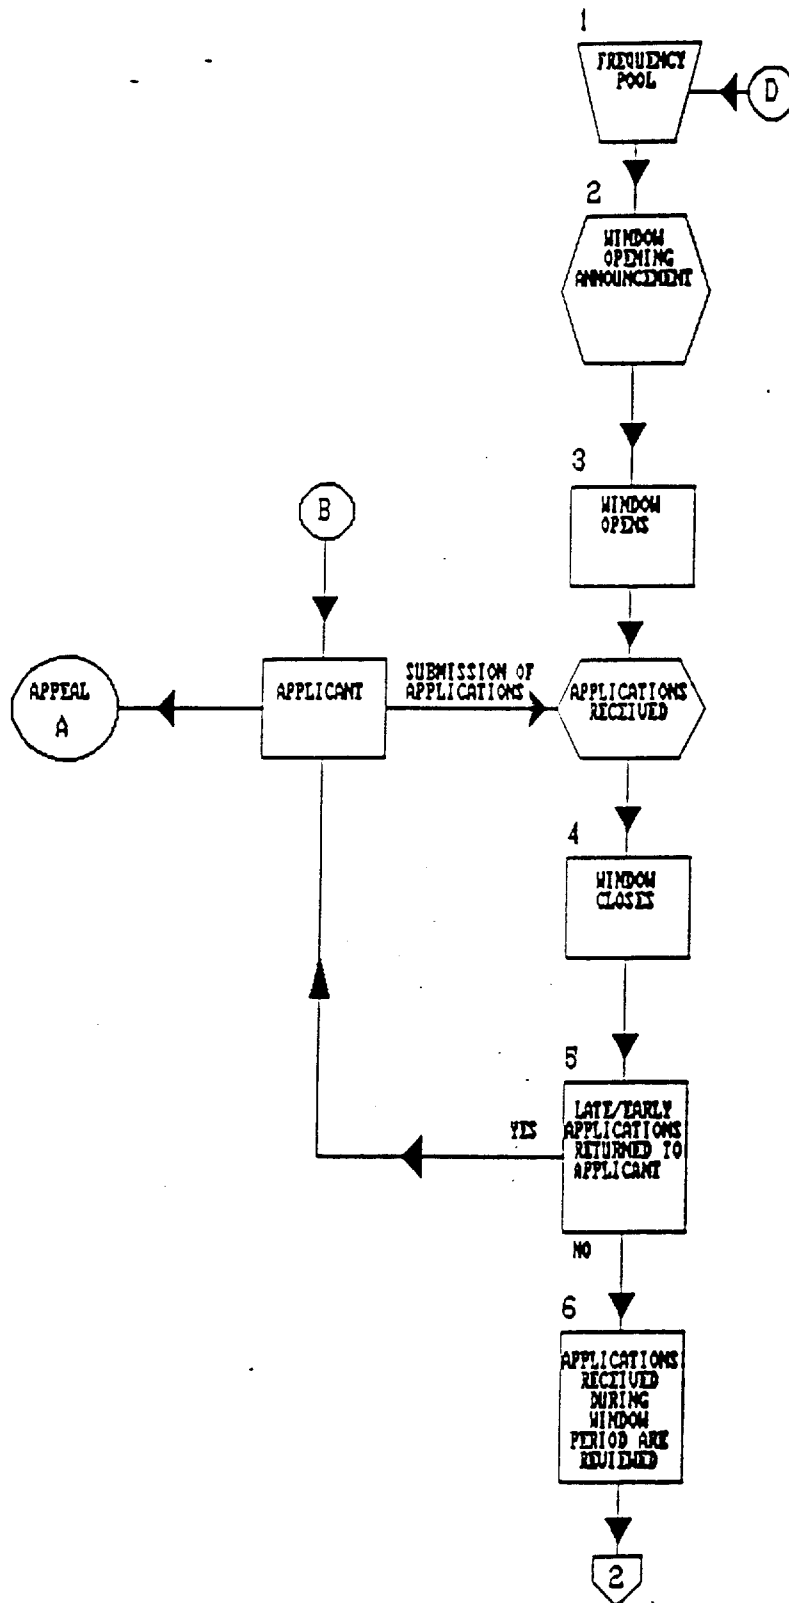 1
FREQUENCY
POOL
D
2
WINDOW
OPENING
ANNOUNCEMENT
3
WINDOW
OPENS
B
APPEAL
A
APPLICANT
SUBMISSION OF
APPLICATIONS
APPLICATIONS
RECEIVED
4
WINDOW
CLOSES
5
YES
LATE/EARLY
APPLICATIONS
RETURNED TO
APPLICANT
NO
6
APPLICATIONS
RECEIVED
DURING
WINDOW
PERIOD ARE
REVIEWED
2